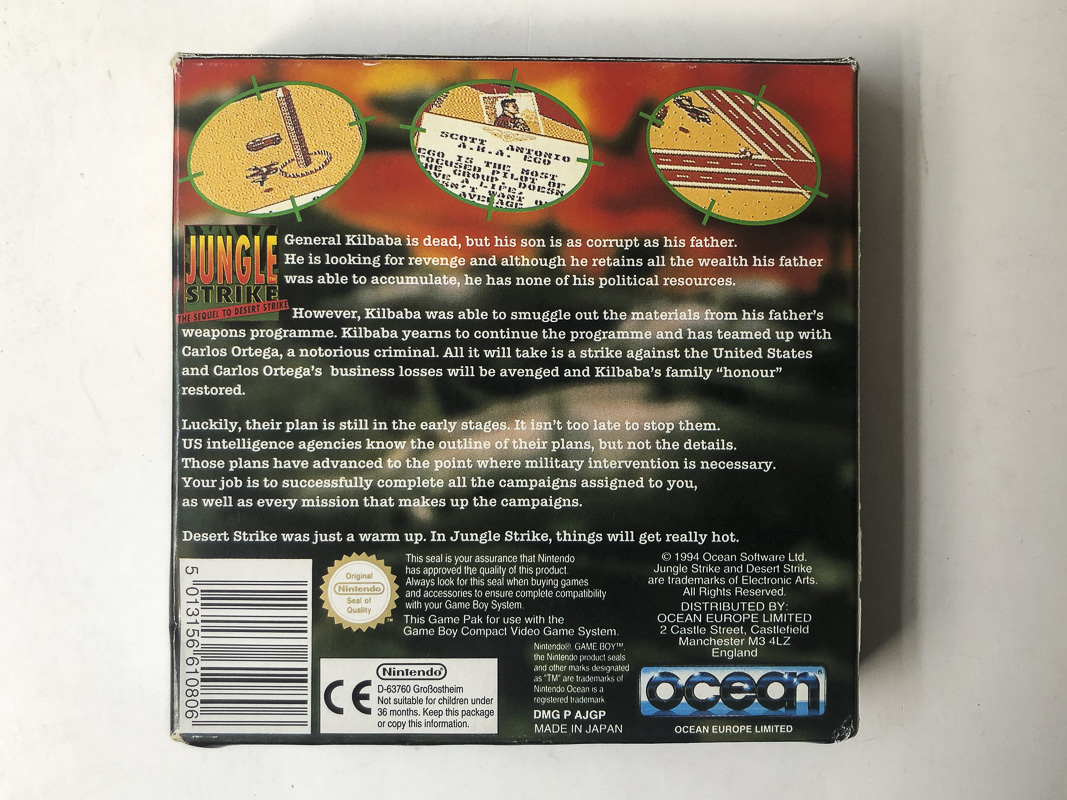 SCOTT ANTONIO
A.K.A. EGO
EGO IS THE MOST
FOCUSED PILOT OF
THE GROUP. DOESN
A LIFE,
WANT
AVERAGE
JUNGLE™
STRIKE
THE SEQUEL TO DESERT STRIKE
General Kilbaba is dead, but his son is as corrupt as his father.
He is looking for revenge and although he retains all the wealth his father
was able to accumulate, he has none of his political resources.
However, Kilbaba was able to smuggle out the materials from his father's
weapons programme. Kilbaba yearns to continue the programme and has teamed up with
Carlos Ortega, a notorious criminal. All it will take is a strike against the United States
and Carlos Ortega's business losses will be avenged and Kilbaba's family “honour”
restored.
Luckily, their plan is still in the early stages. It isn't too late to stop them.
US intelligence agencies know the outline of their plans, but not the details.
Those plans have advanced to the point where military intervention is necessary.
Your job is to successfully complete all the campaigns assigned to you,
as well as every mission that makes up the campaigns.
Desert Strike was just a warm up. In Jungle Strike, things will get really hot.
5 013156 610806
Original
Nintendo
Seal of
Quality
™
This seal is your assurance that Nintendo
has approved the quality of this product.
Always look for this seal when buying games
and accessories to ensure complete compatibility
with your Game Boy System.
This Game Pak for use with the
Game Boy Compact Video Game System.
© 1994 Ocean Software Ltd.
Jungle Strike and Desert Strike
are trademarks of Electronic Arts.
All Rights Reserved.
DISTRIBUTED BY:
OCEAN EUROPE LIMITED
2 Castle Street, Castlefield
Manchester M3 4LZ
England
CE
Nintendo®
D-63760 Großostheim
Not suitable for children under
36 months. Keep this package
or copy this information.
Nintendo®, GAME BOY™,
the Nintendo product seals
and other marks designated
as "TM" are trademarks of
Nintendo Ocean is a
registered trademark
DMG P AJGP
MADE IN JAPAN
ocean®
OCEAN EUROPE LIMITED